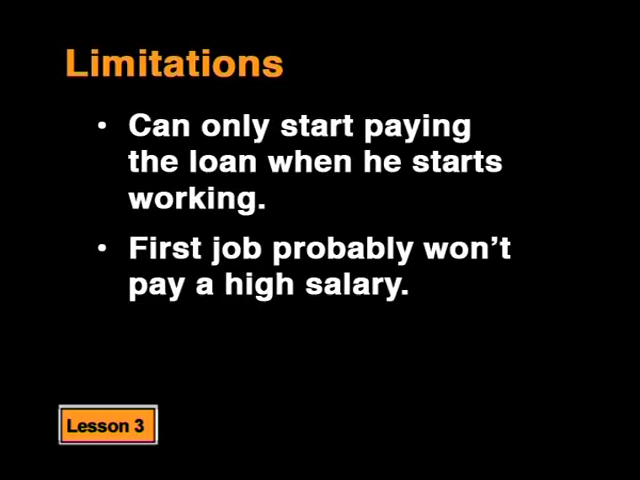 Limitations
• Can only start paying
the loan when he starts
working.
• First job probably won’t
pay a high salary.
Lesson 3